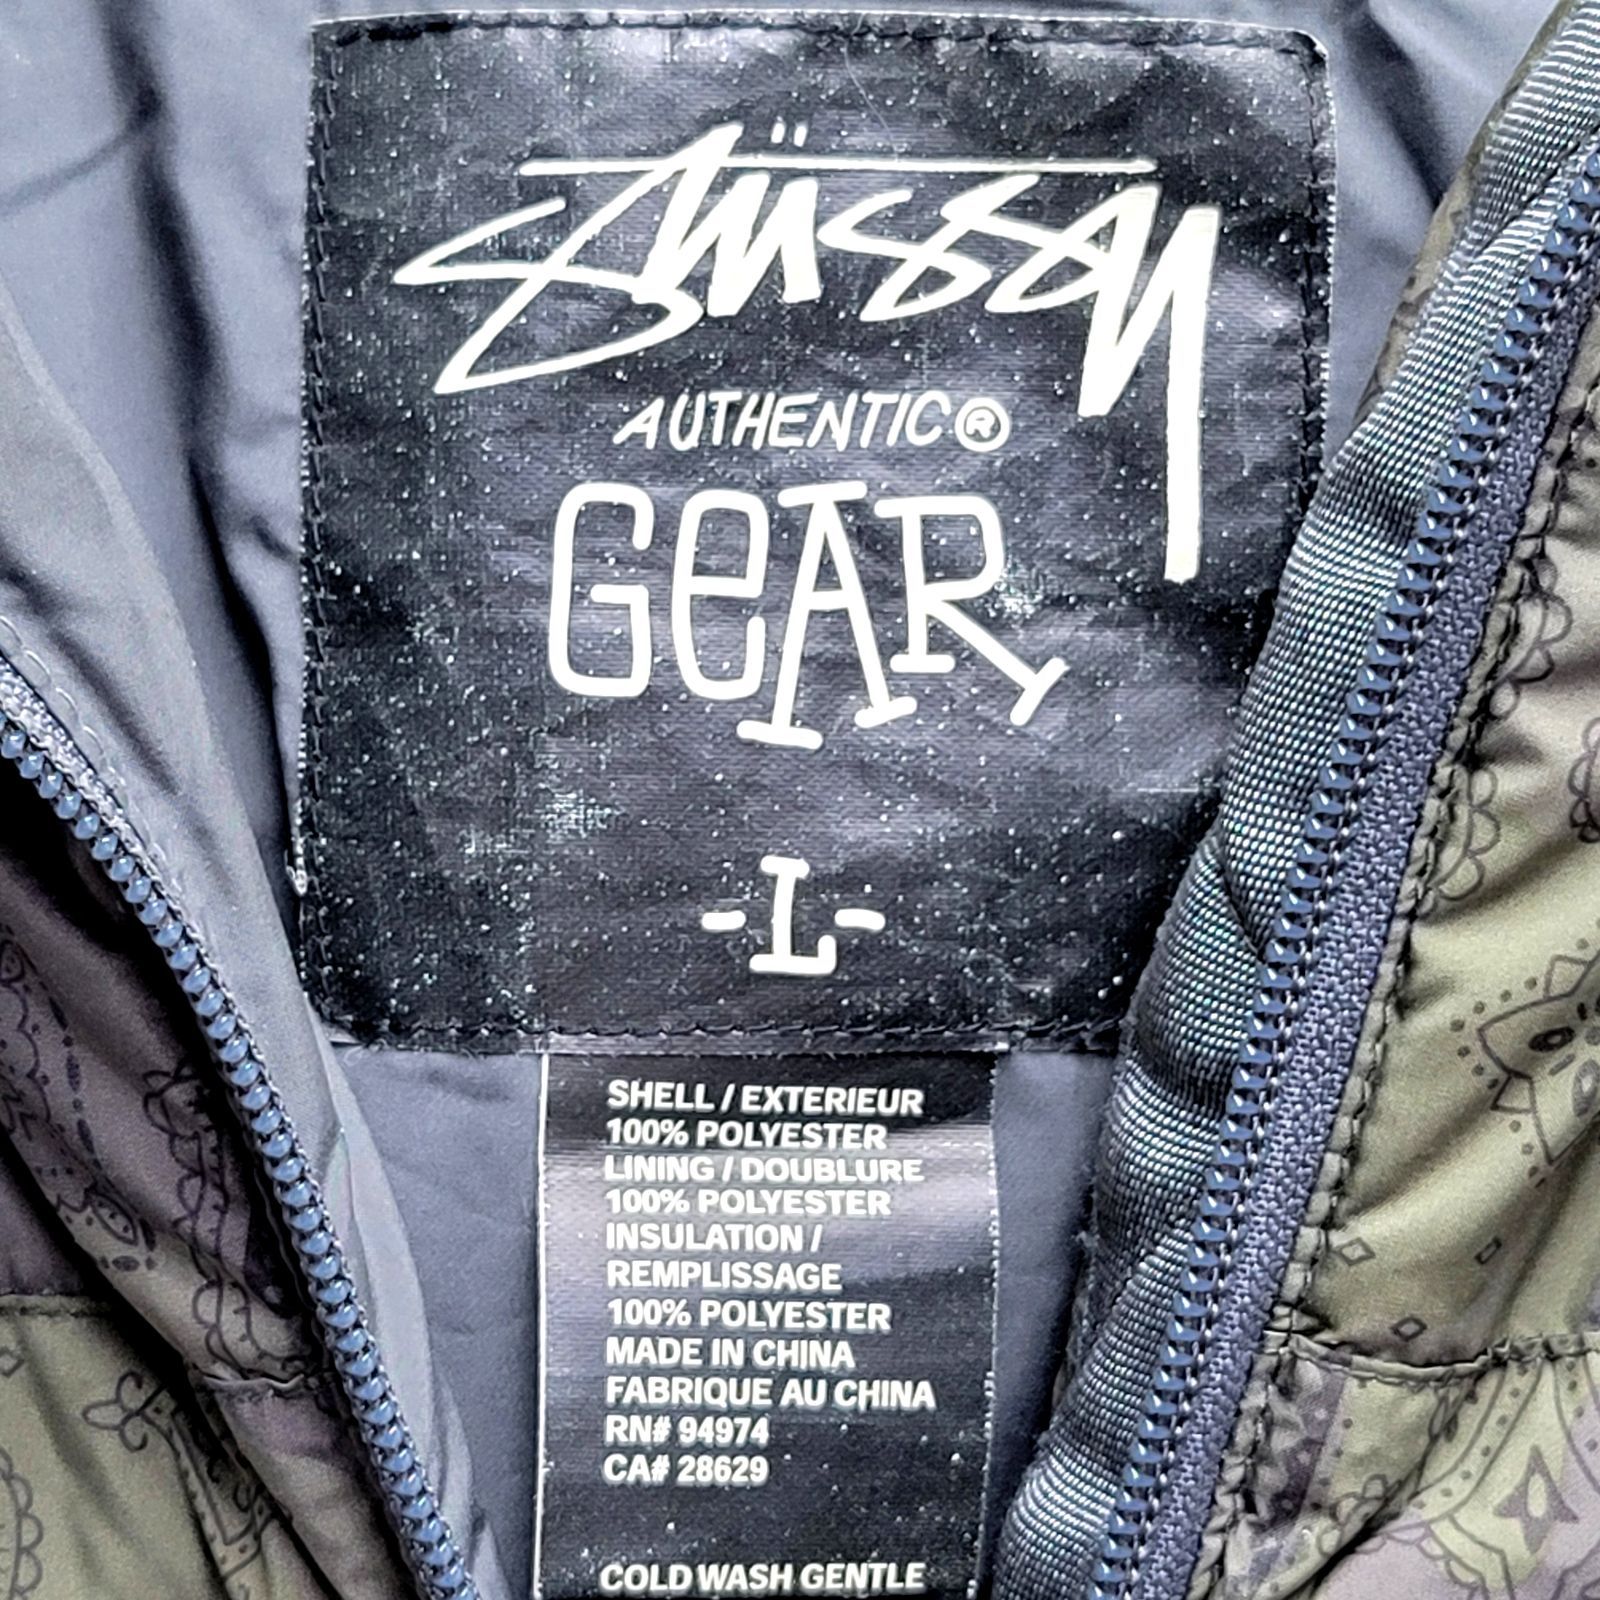 Stüssy
AUTHENTIC®
GeAR
-L-
SHELL / EXTERIEUR
100% POLYESTER
LINING / DOUBLURE
100% POLYESTER
INSULATION /
REMPLISSAGE
100% POLYESTER
MADE IN CHINA
FABRIQUE AU CHINA
RN# 94974
CA# 28629
COLD WASH GENTLE